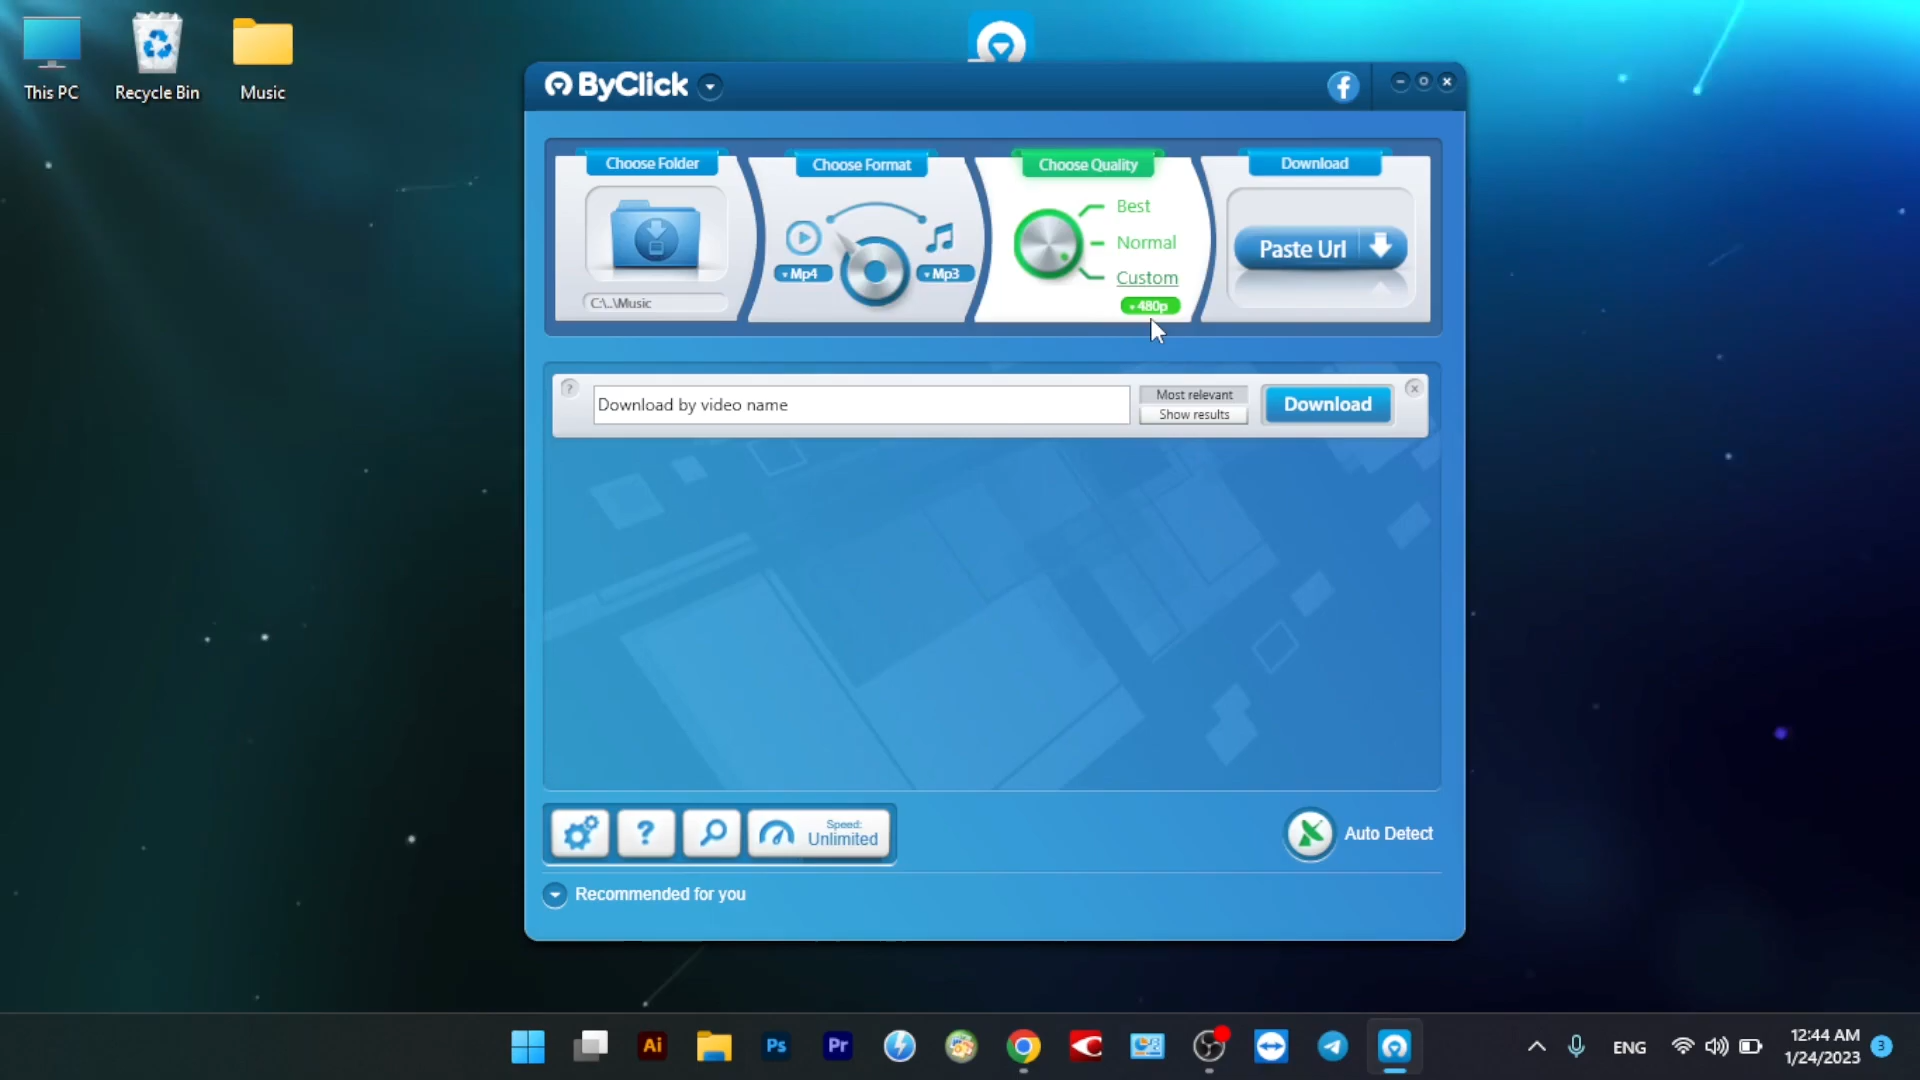 This PC
Recycle Bin
Music
ByClick
Choose Folder
Choose Format
Choose Quality
Download
Best
Normal
Custom
480p
Mp4
Mp3
C:\..\Music
Paste Url
Download by video name
Most relevant
Show results
Download
Speed:
Unlimited
Auto Detect
Recommended for you
Ai
Ps
Pr
ENG
12:44 AM
1/24/2023
3